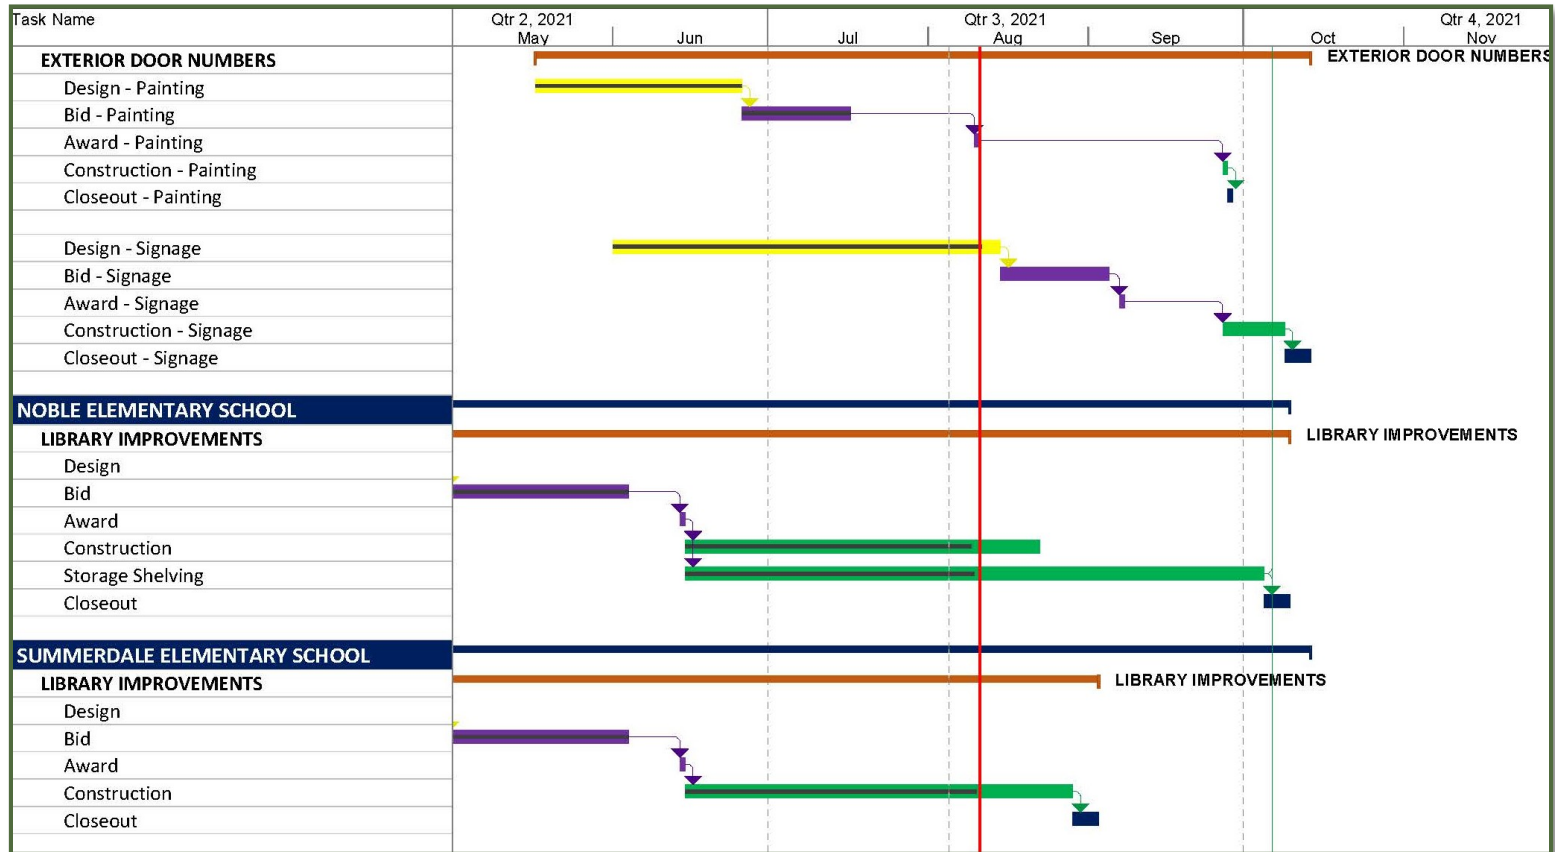 Task Name Qtr 2, 2021 Qtr 3, 2021 Qtr 4, 2021
May Jun Jul Aug Sep Oct Nov
EXTERIOR DOOR NUMBERS EXTERIOR DOOR NUMBERS
Design - Painting
Bid - Painting
Award - Painting
Construction - Painting
Closeout - Painting
Design - Signage
Bid - Signage
Award - Signage
Construction - Signage
Closeout - Signage
NOBLE ELEMENTARY SCHOOL
LIBRARY IMPROVEMENTS LIBRARY IMPROVEMENTS
Design
Bid
Award
Construction
Storage Shelving
Closeout
SUMMERDALE ELEMENTARY SCHOOL
LIBRARY IMPROVEMENTS LIBRARY IMPROVEMENTS
Design
Bid
Award
Construction
Closeout